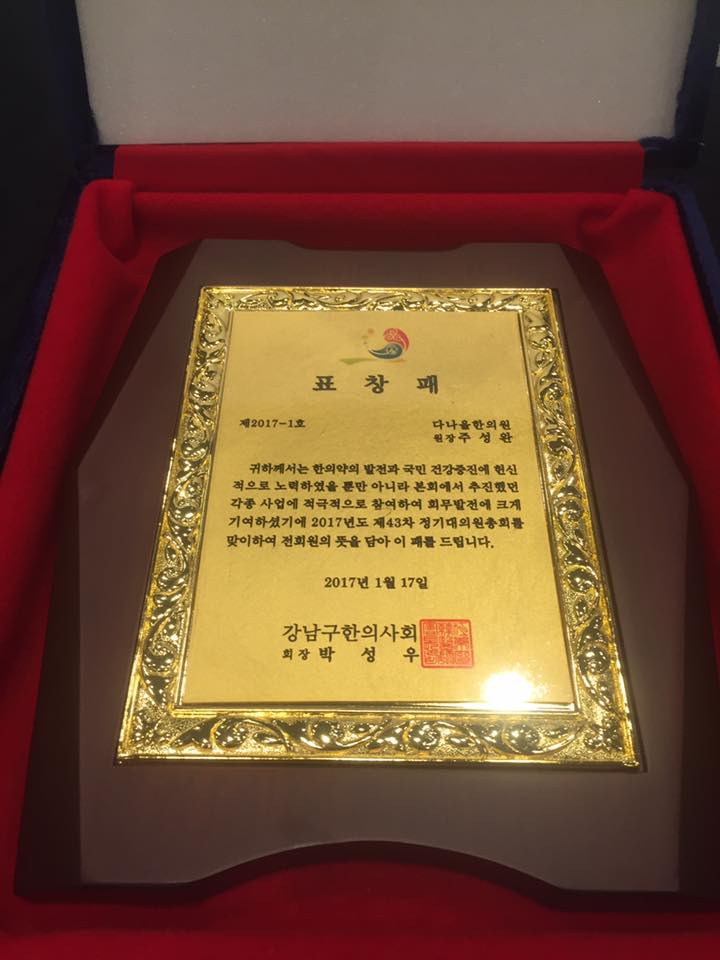 표창패
제2017-1호
다나을한의원
원장 주성완
귀하께서는 한의약의 발전과 국민 건강증진에 헌신
적으로 노력하였을 뿐만 아니라 본회에서 추진했던
각종 사업에 적극적으로 참여하여 회무발전에 크게
기여하셨기에 2017년도 제43차 정기대의원총회를
맞이하여 전회원의 뜻을 담아 이 패를 드립니다.
2017년 1월 17일
강남구한의사회
회장 박성우